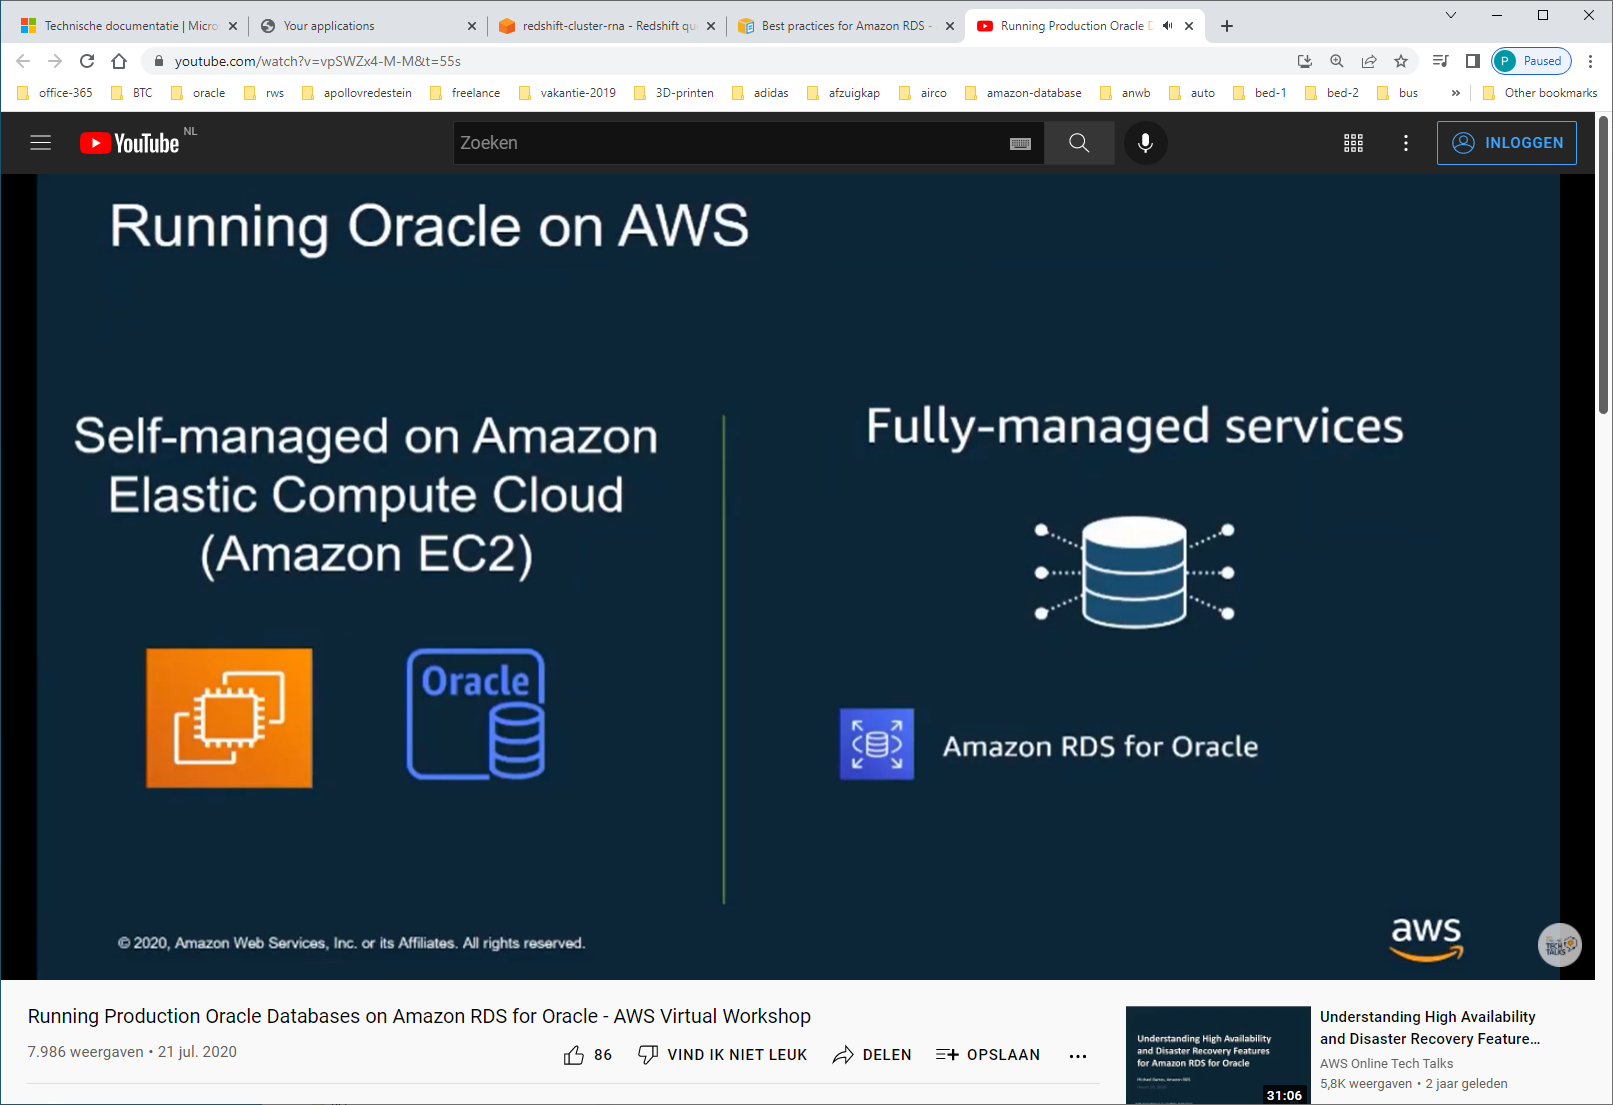 Technische documentatie | Micro
Your applications
redshift-cluster-rna - Redshift qu
Best practices for Amazon RDS -
Running Production Oracle D
youtube.com/watch?v=vpSWZx4-M-M&t=55s
P Paused
office-365
BTC
oracle
rws
apollovredestein
freelance
vakantie-2019
3D-printen
adidas
afzuigkap
airco
amazon-database
anwb
auto
bed-1
bed-2
bus
»
Other bookmarks
YouTube NL
Zoeken
INLOGGEN
Running Oracle on AWS
Self-managed on Amazon
Elastic Compute Cloud
(Amazon EC2)
Oracle
Fully-managed services
Amazon RDS for Oracle
© 2020, Amazon Web Services, Inc. or its Affiliates. All rights reserved.
aws
TECH
TALKS
Running Production Oracle Databases on Amazon RDS for Oracle - AWS Virtual Workshop
7.986 weergaven • 21 jul. 2020
86
VIND IK NIET LEUK
DELEN
OPSLAAN
Understanding High Availability
and Disaster Recovery Features
for Amazon RDS for Oracle
31:06
Understanding High Availability
and Disaster Recovery Feature...
AWS Online Tech Talks
5,8K weergaven • 2 jaar geleden